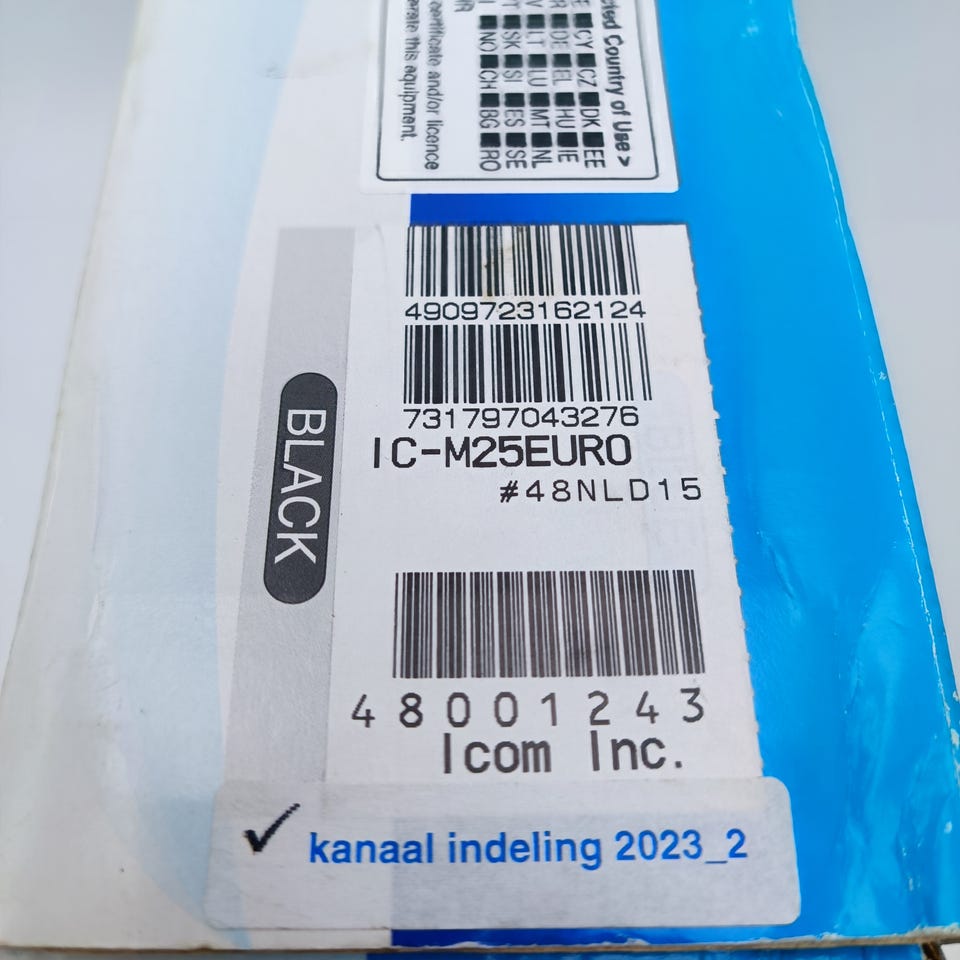 Country of Use >
■CY ■CZ ■DK ■EE
■DE ■EL ■HU ■IE
■LT ■LU ■MT ■NL
■SK ■SI ■ES ■SE
■NO ■CH ■BG ■RO
certificate and/or licence
this equipment.
4909723162124
731797043276
IC-M25EURO
#48NLD15
BLACK
48001243
Icom Inc.
✓ kanaal indeling 2023_2